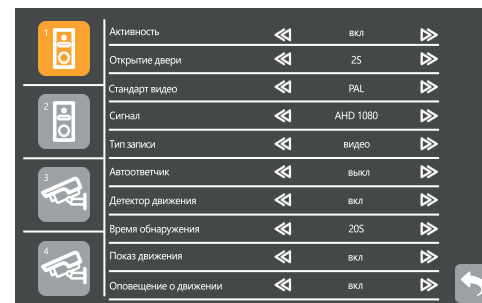 1
Активность вкл
Открытие двери 2S
Стандарт видео PAL
2
Сигнал AHD 1080
Тип записи видео
3
Автоответчик выкл
Детектор движения вкл
Время обнаружения 20S
4
Показ движения вкл
Оповещение о движении вкл